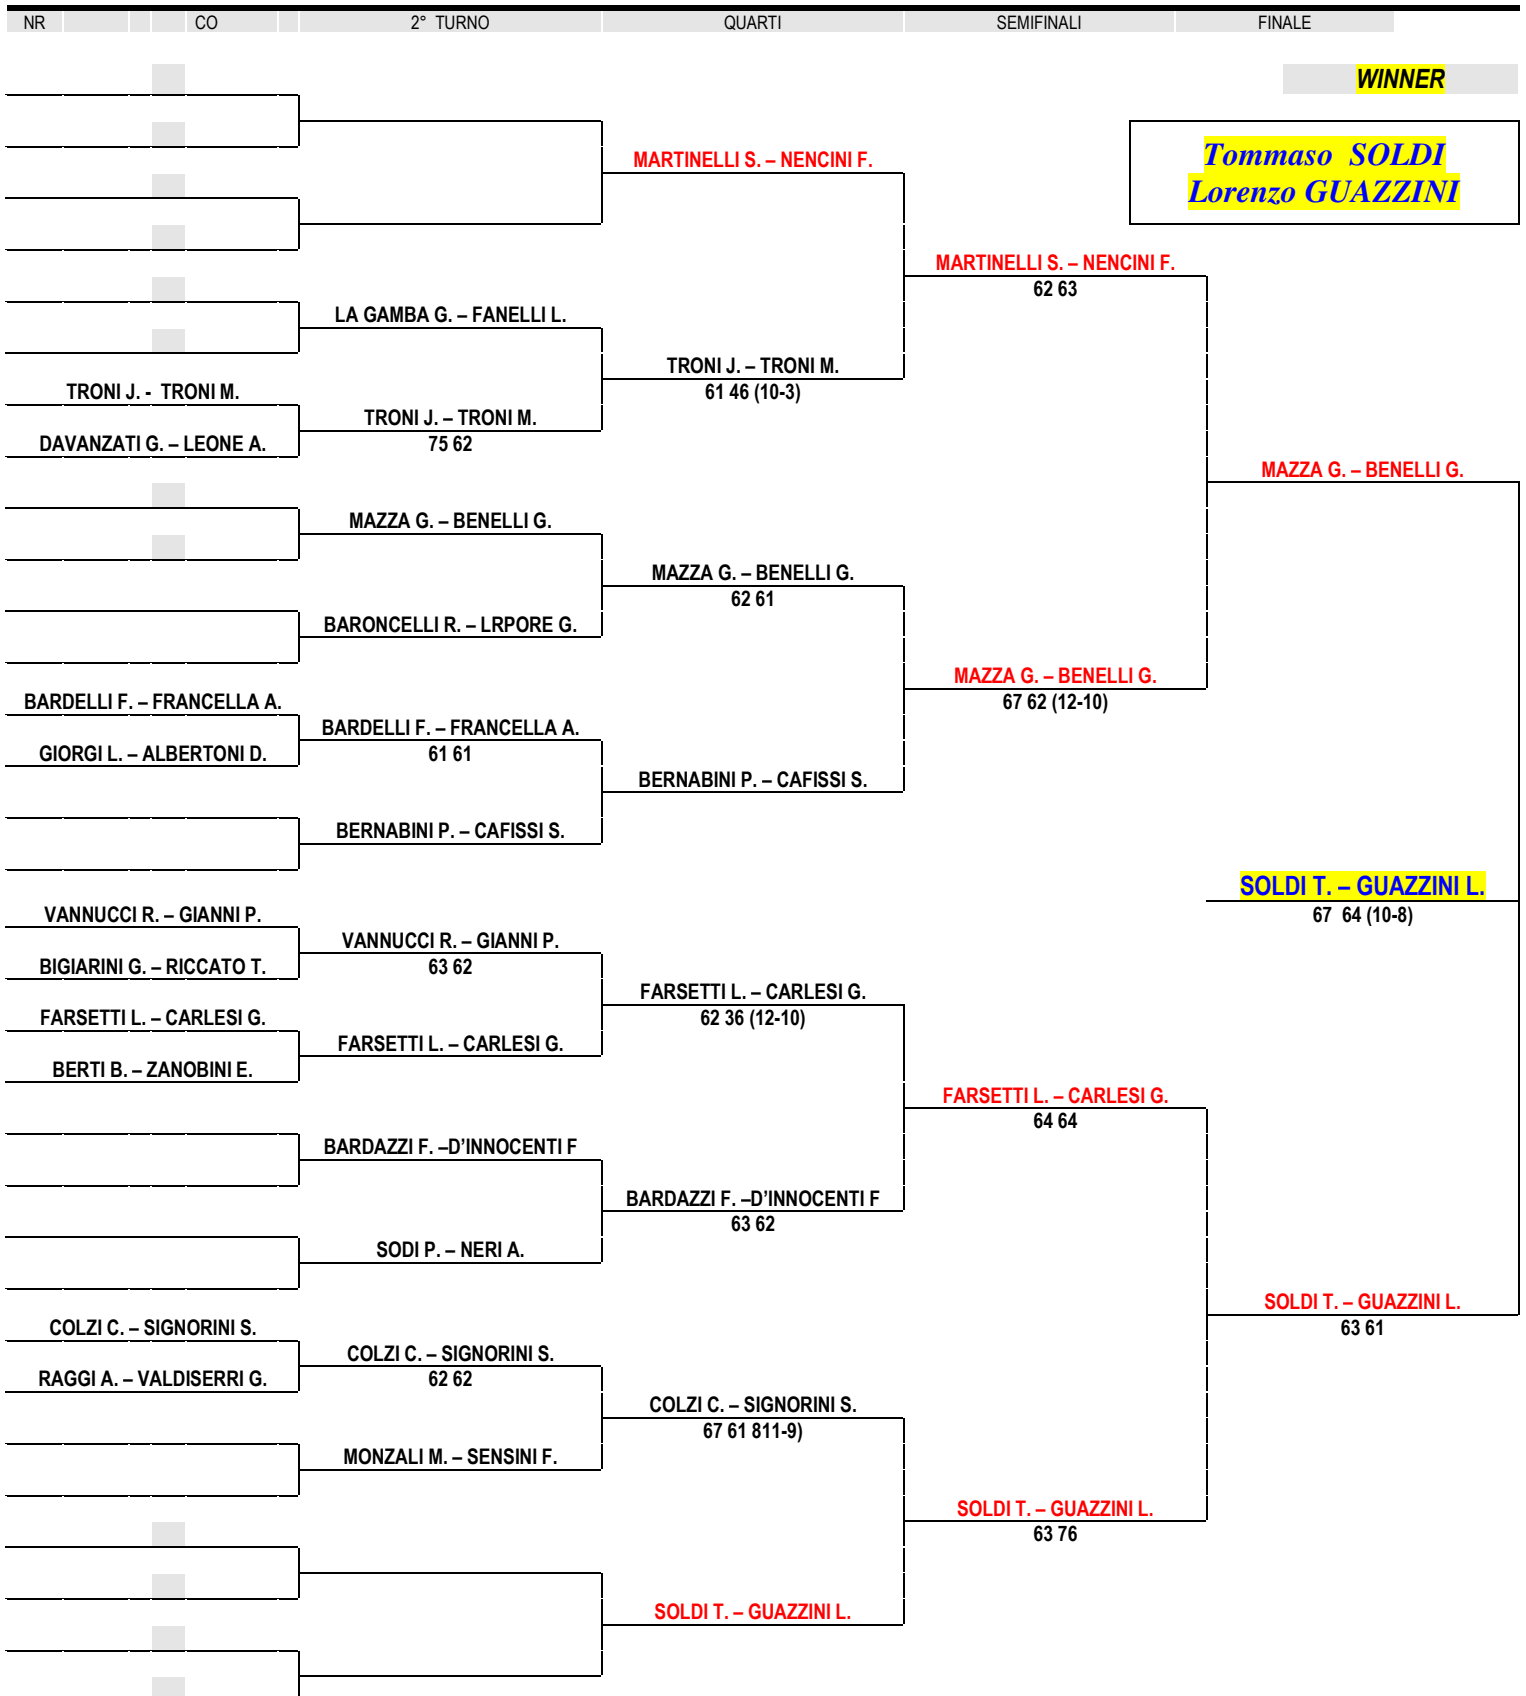 NR CO 2° TURNO QUARTI SEMIFINALI FINALE
WINNER
Tommaso SOLDI
Lorenzo GUAZZINI
MARTINELLI S. – NENCINI F.
MARTINELLI S. – NENCINI F.
62 63
LA GAMBA G. – FANELLI L.
TRONI J. – TRONI M.
61 46 (10-3)
TRONI J. - TRONI M.
TRONI J. – TRONI M.
DAVANZATI G. – LEONE A.
75 62
MAZZA G. – BENELLI G.
MAZZA G. – BENELLI G.
MAZZA G. – BENELLI G.
62 61
BARONCELLI R. – LRPORE G.
MAZZA G. – BENELLI G.
67 62 (12-10)
BARDELLI F. – FRANCELLA A.
BARDELLI F. – FRANCELLA A.
GIORGI L. – ALBERTONI D.
61 61
BERNABINI P. – CAFISSI S.
BERNABINI P. – CAFISSI S.
SOLDI T. – GUAZZINI L.
67 64 (10-8)
VANNUCCI R. – GIANNI P.
VANNUCCI R. – GIANNI P.
BIGIARINI G. – RICCATO T.
63 62
FARSETTI L. – CARLESI G.
62 36 (12-10)
FARSETTI L. – CARLESI G.
FARSETTI L. – CARLESI G.
BERTI B. – ZANOBINI E.
FARSETTI L. – CARLESI G.
64 64
BARDAZZI F. –D'INNOCENTI F
BARDAZZI F. –D'INNOCENTI F
63 62
SODI P. – NERI A.
SOLDI T. – GUAZZINI L.
63 61
COLZI C. – SIGNORINI S.
COLZI C. – SIGNORINI S.
RAGGI A. – VALDISERRI G.
62 62
COLZI C. – SIGNORINI S.
67 61 811-9)
MONZALI M. – SENSINI F.
SOLDI T. – GUAZZINI L.
63 76
SOLDI T. – GUAZZINI L.